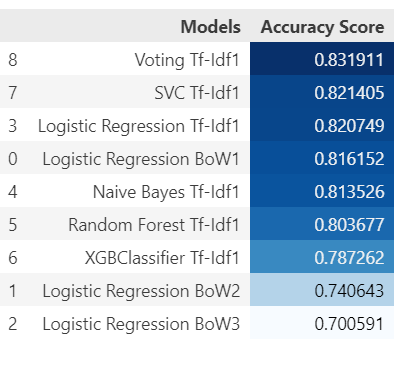 Models Accuracy Score
8 Voting Tf-Idf1 0.831911
7 SVC Tf-Idf1 0.821405
3 Logistic Regression Tf-Idf1 0.820749
0 Logistic Regression BoW1 0.816152
4 Naive Bayes Tf-Idf1 0.813526
5 Random Forest Tf-Idf1 0.803677
6 XGBClassifier Tf-Idf1 0.787262
1 Logistic Regression BoW2 0.740643
2 Logistic Regression BoW3 0.700591